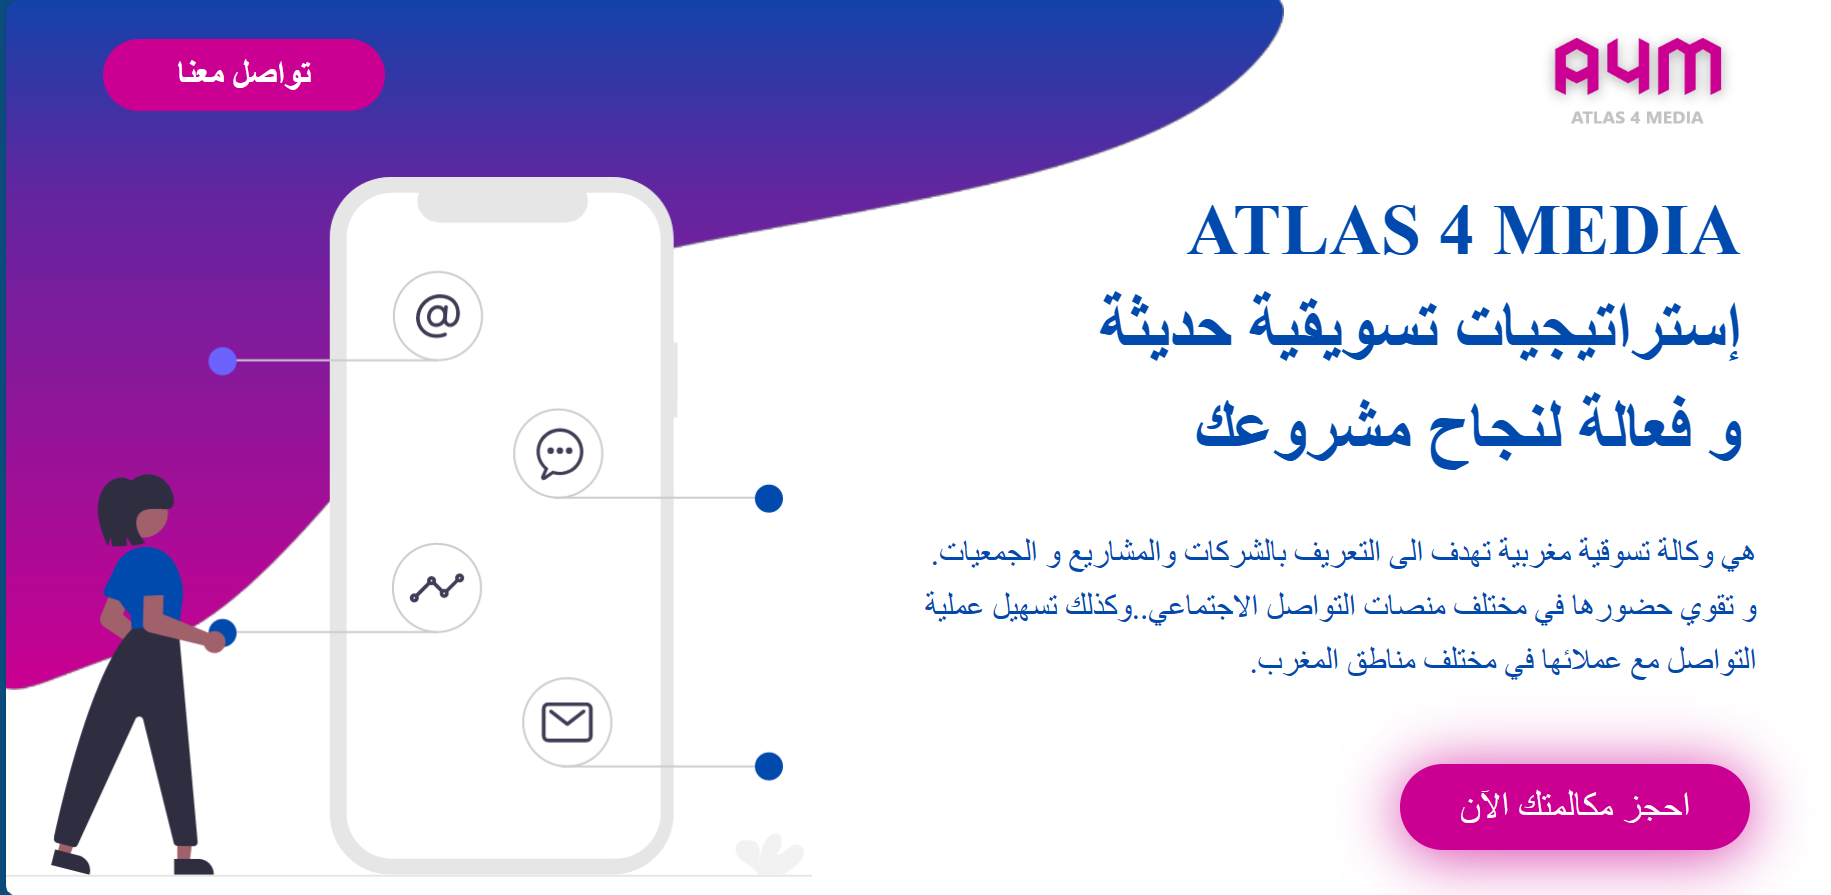 A4M
ATLAS 4 MEDIA
تواصل معنا
ATLAS 4 MEDIA
إستراتيجيات تسويقية حديثة
و فعالة لنجاح مشروعك
هي وكالة تسوقية مغربية تهدف الى التعريف بالشركات والمشاريع و الجمعيات.
و تقوي حضورها في مختلف منصات التواصل الاجتماعي..وكذلك تسهيل عملية
التواصل مع عملائها في مختلف مناطق المغرب.
احجز مكالمتك الآن